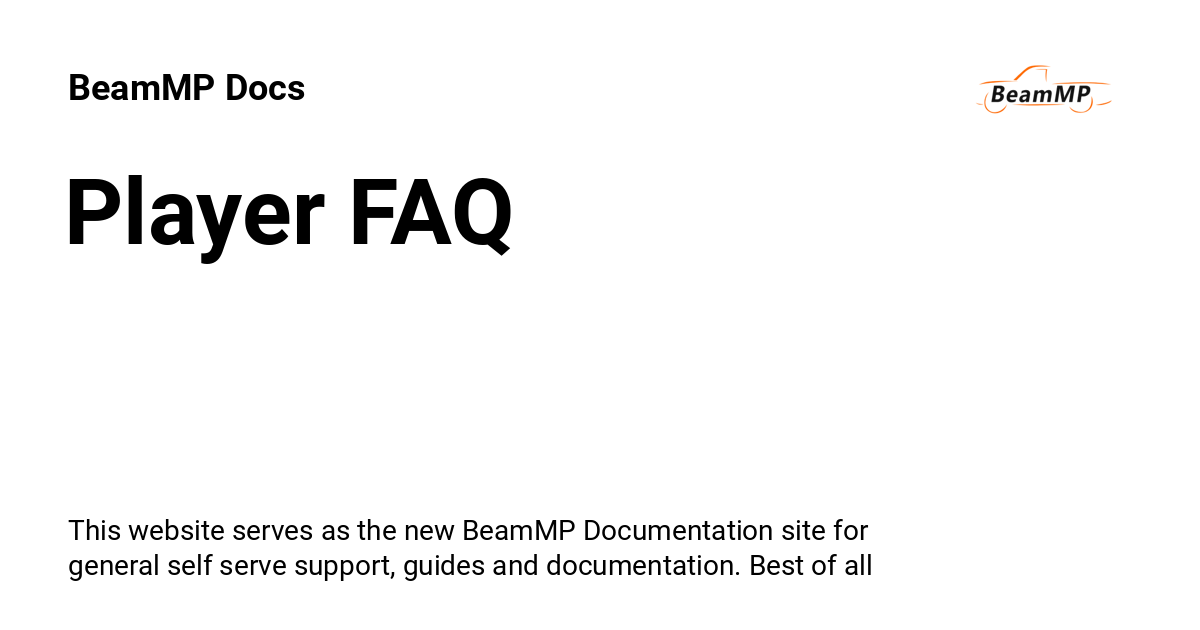 BeamMP Docs
BeamMP
Player FAQ
This website serves as the new BeamMP Documentation site for
general self serve support, guides and documentation. Best of all